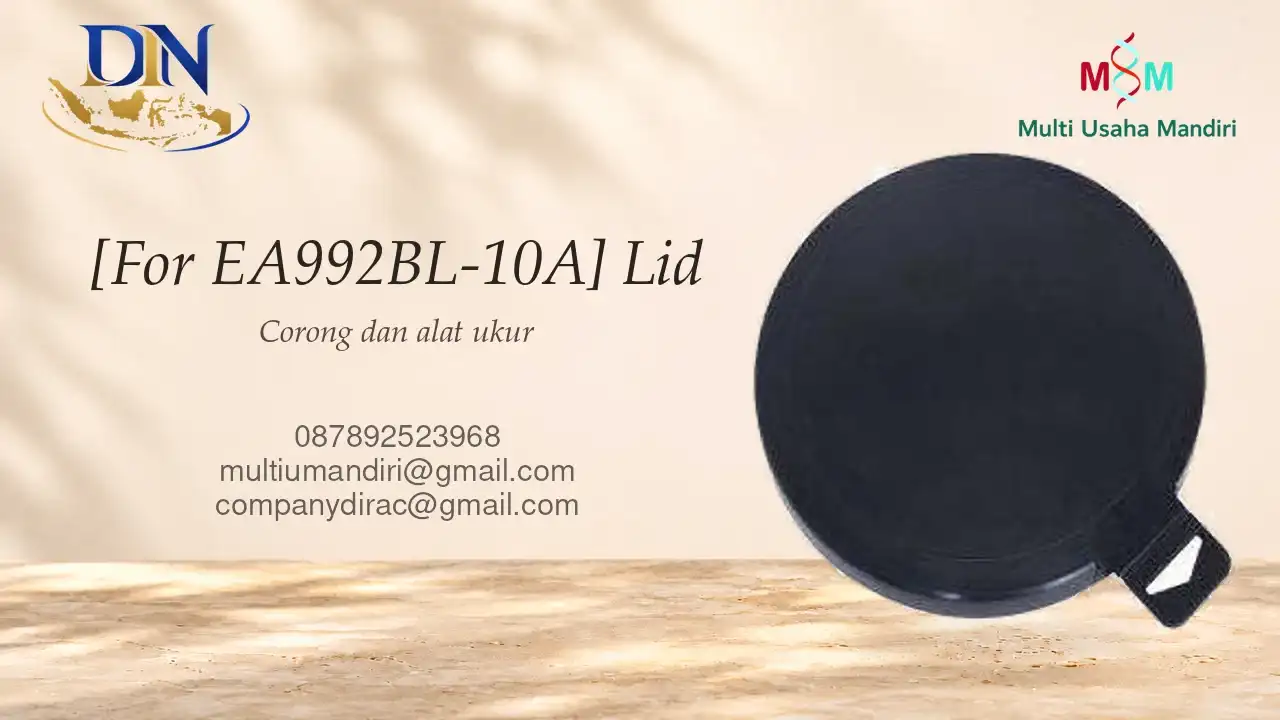 DN
M M
Multi Usaha Mandiri
[For EA992BL-10A] Lid
Corong dan alat ukur
087892523968
multiumandiri@gmail.com
companydirac@gmail.com